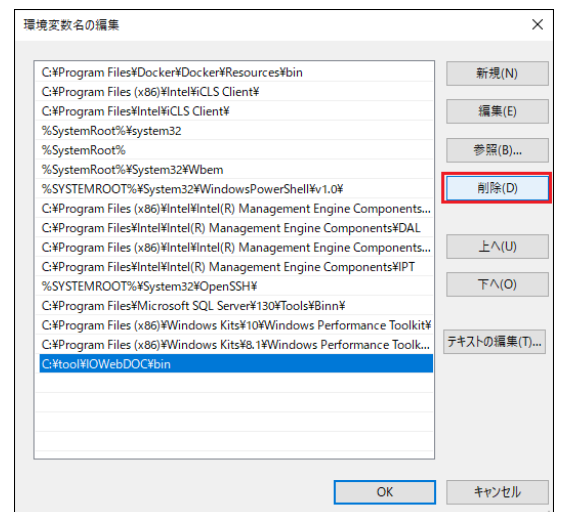 環境変数名の編集
C:¥Program Files¥Docker¥Docker¥Resources¥bin
C:¥Program Files (x86)¥Intel¥iCLS Client¥
C:¥Program Files¥Intel¥iCLS Client¥
%SystemRoot%¥system32
%SystemRoot%
%SystemRoot%¥System32¥Wbem
%SYSTEMROOT%¥System32¥WindowsPowerShell¥v1.0¥
C:¥Program Files (x86)¥Intel¥Intel(R) Management Engine Components...
C:¥Program Files¥Intel¥Intel(R) Management Engine Components¥DAL
C:¥Program Files (x86)¥Intel¥Intel(R) Management Engine Components...
C:¥Program Files¥Intel¥Intel(R) Management Engine Components¥IPT
%SYSTEMROOT%¥System32¥OpenSSH¥
C:¥Program Files¥Microsoft SQL Server¥130¥Tools¥Binn¥
C:¥Program Files (x86)¥Windows Kits¥10¥Windows Performance Toolkit¥
C:¥Program Files (x86)¥Windows Kits¥8.1¥Windows Performance Toolk...
C:¥tool¥IOWebDOC¥bin
新規(N)
編集(E)
参照(B)...
削除(D)
上へ(U)
下へ(O)
テキストの編集(T)...
OK
キャンセル